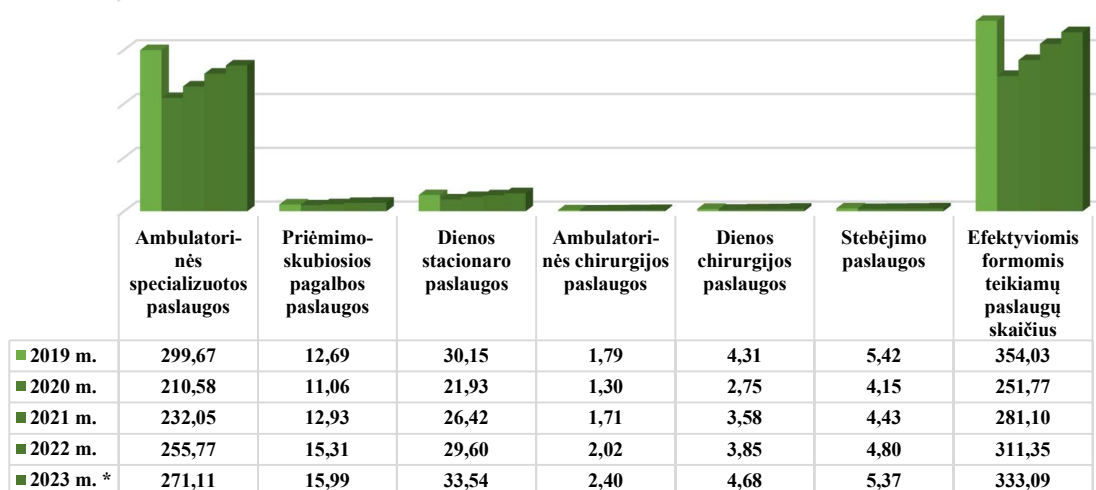 Ambulatori-
nės
specializuotos
paslaugos
Priėmimo-
skubiosios
pagalbos
paslaugos
Dienos
stacionaro
paslaugos
Ambulatori-
nės chirurgijos
paslaugos
Dienos
chirurgijos
paslaugos
Stebėjimo
paslaugos
Efektyviomis
formomis
teikiamų
paslaugų
skaičius
2019 m. 299,67 12,69 30,15 1,79 4,31 5,42 354,03
2020 m. 210,58 11,06 21,93 1,30 2,75 4,15 251,77
2021 m. 232,05 12,93 26,42 1,71 3,58 4,43 281,10
2022 m. 255,77 15,31 29,60 2,02 3,85 4,80 311,35
2023 m. * 271,11 15,99 33,54 2,40 4,68 5,37 333,09